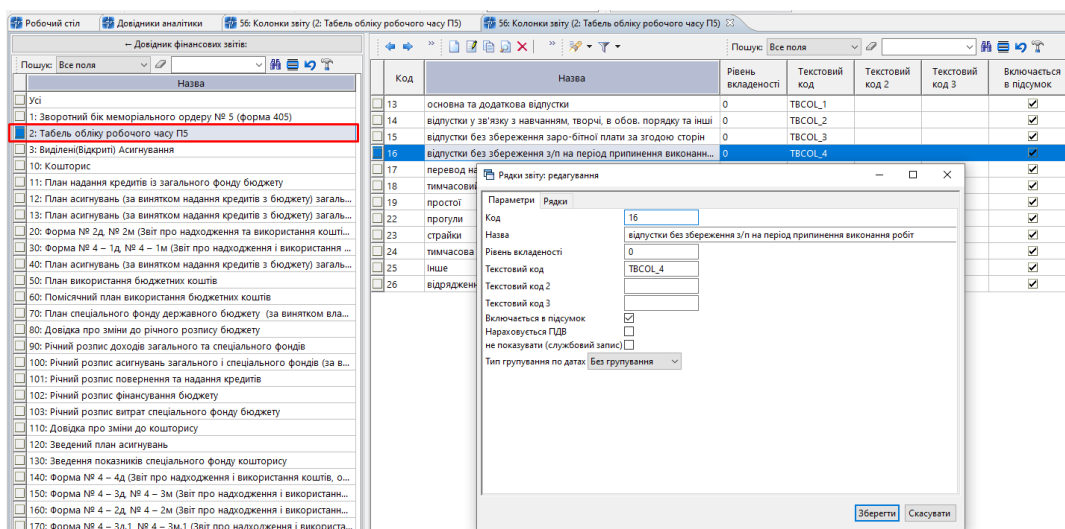 Робочий стіл
Довідники аналітики
56: Колонки звіту (2: Табель обліку робочого часу П5)
56: Колонки звіту (2: Табель обліку робочого часу П5)
← Довідник фінансових звітів:
Пошук: Все поля
Назва
Усі
1: Зворотний бік меморіального ордеру № 5 (форма 405)
2: Табель обліку робочого часу П5
3: Виділені(Відкриті) Асигнування
10: Кошторис
11: План надання кредитів із загального фонду бюджету
12: План асигнувань (за винятком надання кредитів з бюджету) загаль...
13: План асигнувань (за винятком надання кредитів з бюджету) загаль...
20: Форма № 2д, № 2м (Звіт про надходження та використання кошті...
30: Форма № 4 – 1д, № 4 – 1м (Звіт про надходження і використання ...
40: План асигнувань (за винятком надання кредитів з бюджету) загаль...
50: План використання бюджетних коштів
60: Помісячний план використання бюджетних коштів
70: План спеціального фонду державного бюджету (за винятком вла...
80: Довідка про зміни до річного розпису бюджету
90: Річний розпис доходів загального та спеціального фондів
100: Річний розпис асигнувань загального і спеціального фондів (за в...
101: Річний розпис повернення та надання кредитів
102: Річний розпис фінансування бюджету
103: Річний розпис витрат спеціального фонду бюджету
110: Довідка про зміни до кошторису
120: Зведений план асигнувань
130: Зведення показників спеціального фонду кошторису
140: Форма № 4 – 4д (Звіт про надходження і використання коштів, о...
150: Форма № 4 – 3д, № 4 – 3м (Звіт про надходження і використанн...
160: Форма № 4 – 2д, № 4 – 2м (Звіт про надходження і використанн...
170: Форма № 4 – 3д.1, № 4 – 3м.1 (Звіт про надходження і використа...
Пошук: Все поля
Код Назва Рівень вкладеності Текстовий код Текстовий код 2 Текстовий код 3 Включається в підсумок
13 основна та додаткова відпустки 0 TBCOL_1
14 відпустки у зв'язку з навчанням, творчі, в обов. порядку та інші 0 TBCOL_2
15 відпустки без збереження заро-бітної плати за згодою сторін 0 TBCOL_3
16 відпустки без збереження з/п на період припинення виконанн... 0 TBCOL_4
17 перевод на
18 тимчасовий
19 простої
22 прогули
23 страйки
24 тимчасова
25 Інше
26 відряджен
Рядки звіту: редагування
Параметри Рядки
Код 16
Назва відпустки без збереження з/п на період припинення виконання робіт
Рівень вкладеності 0
Текстовий код TBCOL_4
Текстовий код 2
Текстовий код 3
Включається в підсумок
Нараховується ПДВ
не показувати (службовий запис)
Тип групування по датах Без групування
Зберегти Скасувати